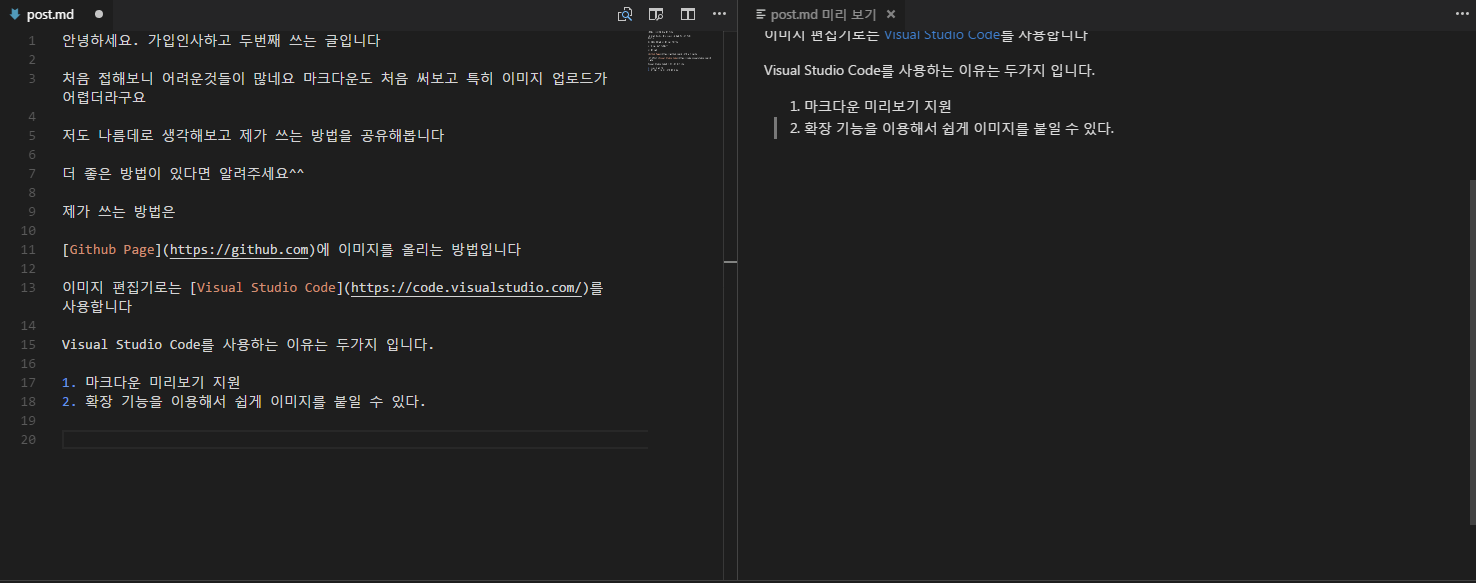 post.md
post.md 미리 보기
1 안녕하세요. 가입인사하고 두번째 쓰는 글입니다
2
3 처음 접해보니 어려운것들이 많네요 마크다운도 처음 써보고 특히 이미지 업로드가
어렵더라구요
4
5 저도 나름데로 생각해보고 제가 쓰는 방법을 공유해봅니다
6
7 더 좋은 방법이 있다면 알려주세요^^
8
9 제가 쓰는 방법은
10
11 [Github Page](https://github.com)에 이미지를 올리는 방법입니다
12
13 이미지 편집기로는 [Visual Studio Code](https://code.visualstudio.com/)를
사용합니다
14
15 Visual Studio Code를 사용하는 이유는 두가지 입니다.
16
17 1. 마크다운 미리보기 지원
18 2. 확장 기능을 이용해서 쉽게 이미지를 붙일 수 있다.
19
20
이미지 편집기로는 Visual Studio Code를 사용합니다
Visual Studio Code를 사용하는 이유는 두가지 입니다.
1. 마크다운 미리보기 지원
2. 확장 기능을 이용해서 쉽게 이미지를 붙일 수 있다.